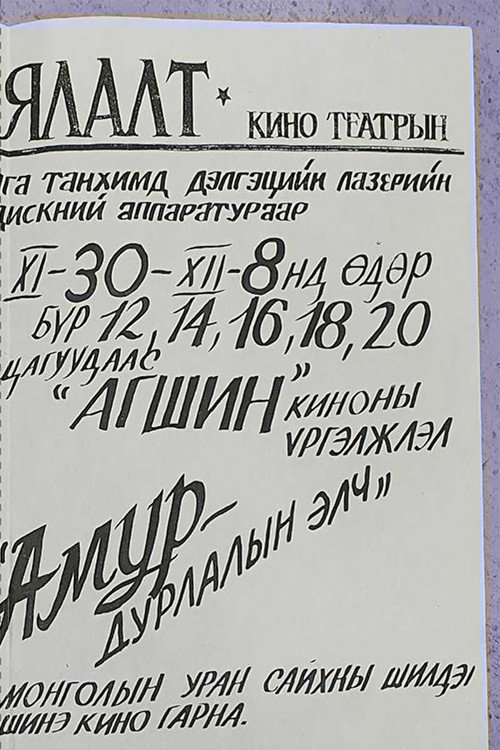 ЯЛАЛТ * КИНО ТЕАТРЫН
га ТАНХИМД ДЭЛГЭЦИЙН ЛАЗЕРИЙН
ДИСКНИЙ АППАРАТУРААР
XI-30-XII-8НД ӨДӨР
БҮР 12, 14, 16, 18, 20
ЦАГУУДААС
"АГШИН" КИНОНЫ
ҮРГЭЛЖЛЭЛ
"Амур-
ДУРЛАЛЫН ЭЛЧ"
МОНГОЛЫН УРАН САЙХНЫ ШИЛДЭГ
ШИНЭ КИНО ГАРНА.